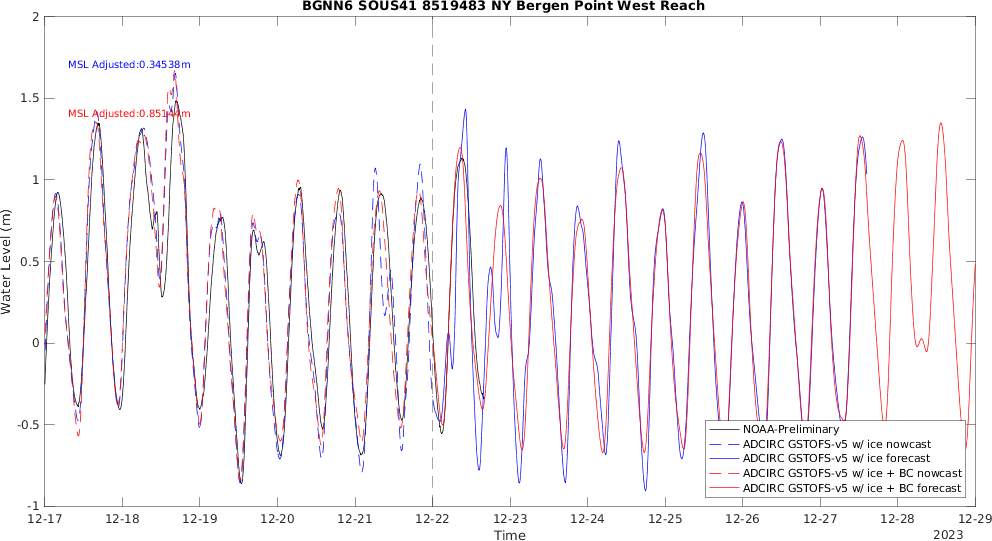 BGNN6 SOUS41 8519483 NY Bergen Point West Reach
2
1.5
1
0.5
0
-0.5
-1
Water Level (m)
MSL Adjusted:0.34538m
MSL Adjusted:0.85144m
NOAA-Preliminary
ADCIRC GSTOFS-v5 w/ ice nowcast
ADCIRC GSTOFS-v5 w/ ice forecast
ADCIRC GSTOFS-v5 w/ ice + BC nowcast
ADCIRC GSTOFS-v5 w/ ice + BC forecast
12-17 12-18 12-19 12-20 12-21 12-22 12-23 12-24 12-25 12-26 12-27 12-28 12-29
Time
2023